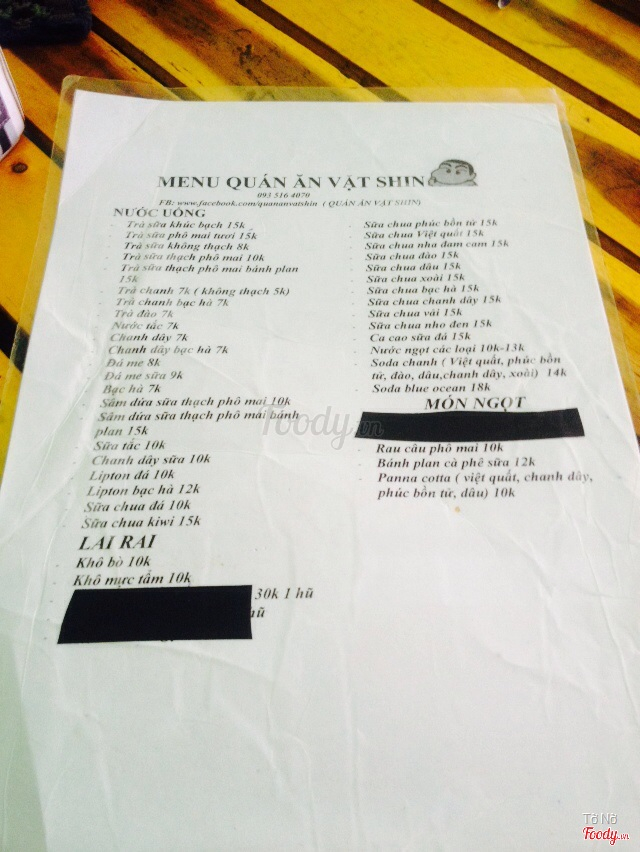 MENU QUÁN ĂN VẶT SHIN
093 516 4070
FB: www.facebook.com/quananvatshin ( QUÁN ĂN VẶT SHIN)
NƯỚC UỐNG
- Trà sữa khúc bạch 15k
- Trà sữa phô mai tươi 15k
- Trà sữa không thạch 8k
- Trà sữa thạch phô mai 10k
- Trà sữa thạch phô mai bánh plan
15k
- Trà chanh 7k ( không thạch 5k)
- Trà chanh bạc hà 7k
- Trà đào 7k
- Nước tắc 7k
- Chanh dây 7k
- Chanh dây bạc hà 7k
- Đá me 8k
- Đá me sữa 9k
- Bạc hà 7k
- Sâm dứa sữa thạch phô mai 10k
- Sâm dứa sữa thạch phô mai bánh
plan 15k
- Sữa tắc 10k
- Chanh dây sữa 10k
- Lipton đá 10k
- Lipton bạc hà 12k
- Sữa chua đá 10k
- Sữa chua kiwi 15k
LAI RAI
- Khô bò 10k
- Khô mực tẩm 10k
30k 1 hũ
hũ
- Sữa chua phúc bồn tử 15k
- Sữa chua Việt quất 15k
- Sữa chua nha đam cam 15k
- Sữa chua đào 15k
- Sữa chua dâu 15k
- Sữa chua xoài 15k
- Sữa chua bạc hà 15k
- Sữa chua chanh dây 15k
- Sữa chua vải 15k
- Sữa chua nho đen 15k
- Ca cao sữa đá 15k
- Nước ngọt các loại 10k-13k
- Soda chanh ( Việt quất, phúc bồn
tử, đào, dâu,chanh dây, xoài) 14k
- Soda blue ocean 18k
MÓN NGỌT
- Rau câu phô mai 10k
- Bánh plan cà phê sữa 12k
- Panna cotta ( việt quất, chanh dây,
phúc bồn tử, dâu) 10k
foody.vn
Tố Nở
Foody.vn